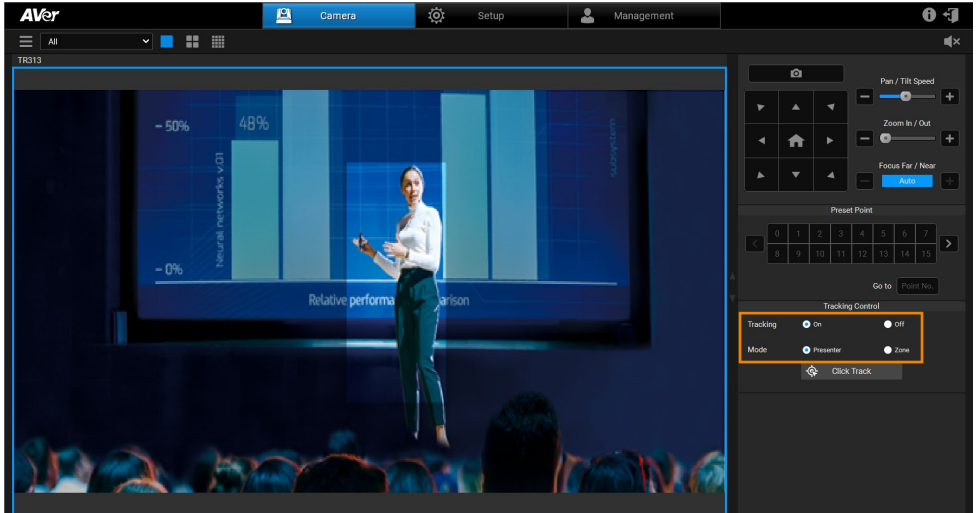 AVer Camera Setup Management
All
TR313
Pan / Tilt Speed
Zoom In / Out
Focus Far / Near
Auto
Preset Point
0 1 2 3 4 5 6 7
8 9 10 11 12 13 14 15
Go to Point No.
Tracking Control
Tracking On Off
Mode Presenter Zone
Click Track
- 50% 48%
Neural networks v.01
subsystem
- 0%
Relative performa
arison